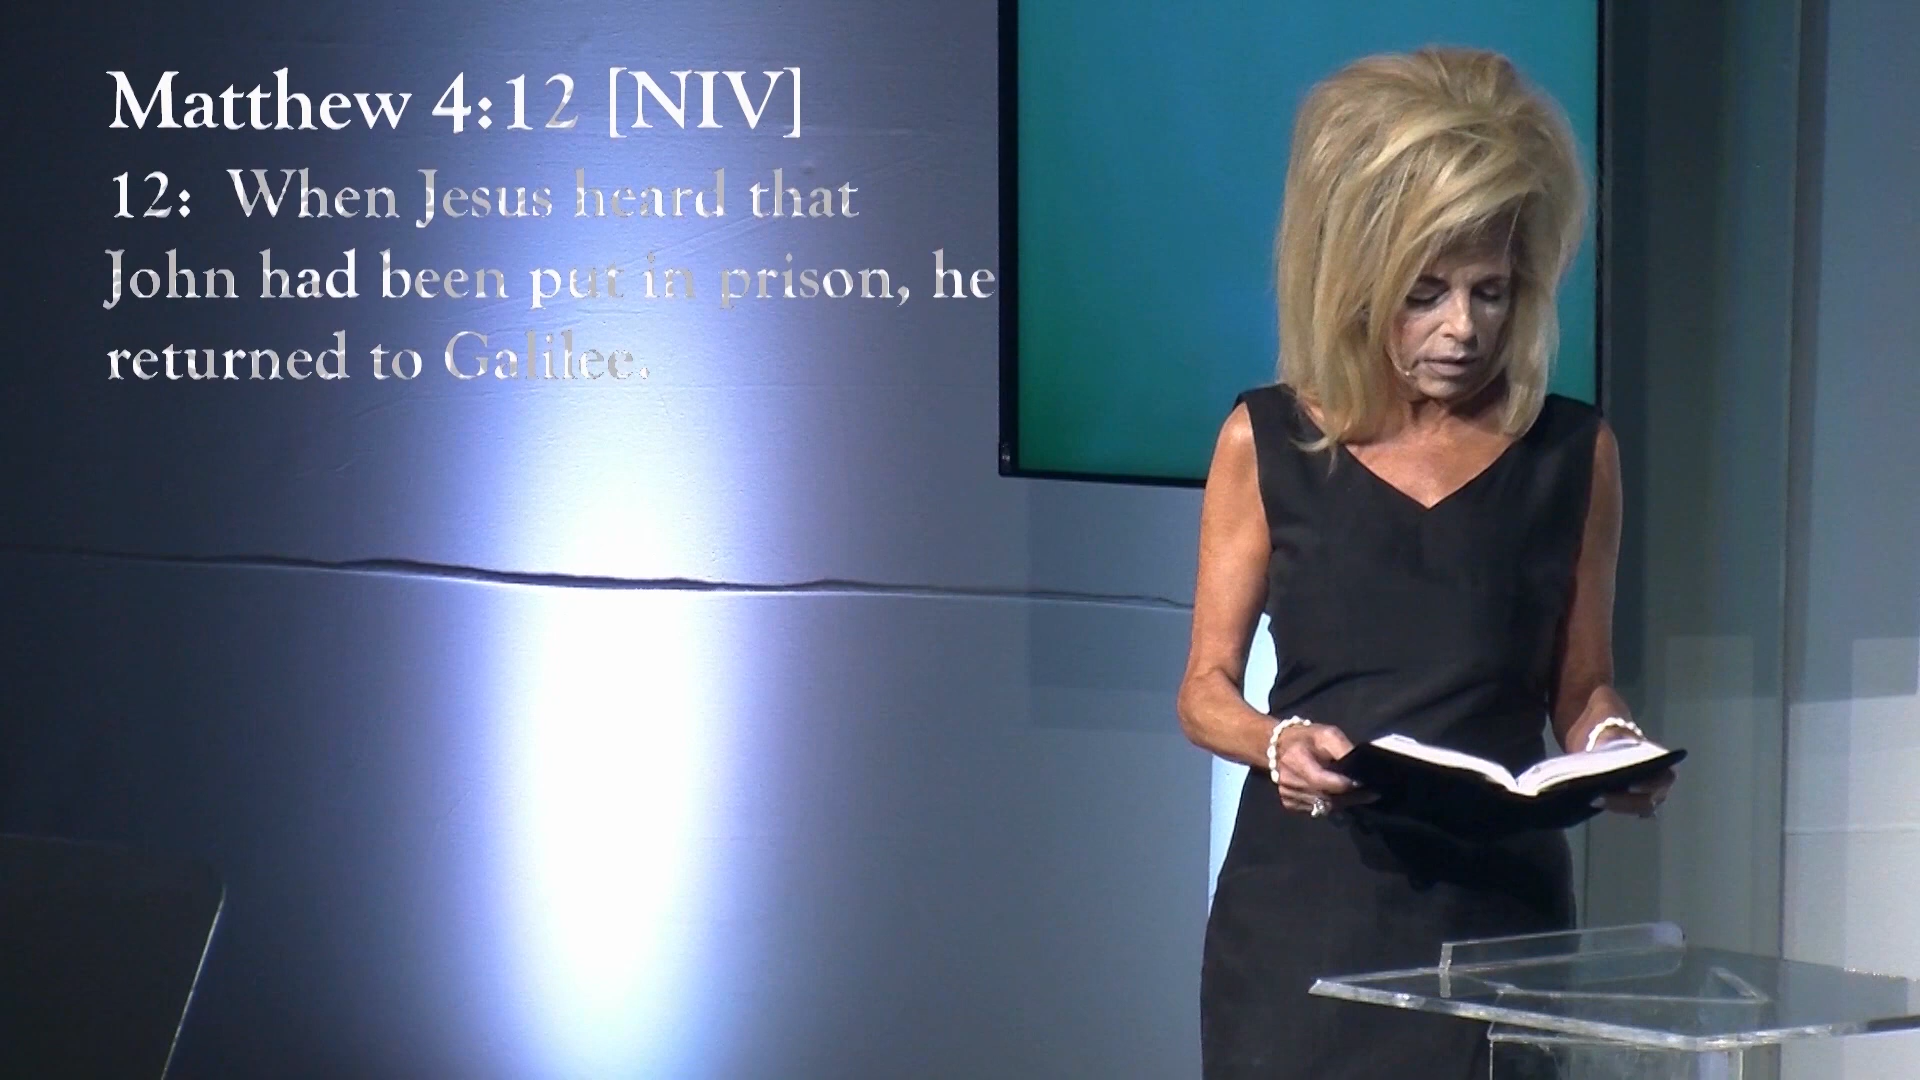 Matthew 4:12 [NIV]
12: When Jesus heard that
John had been put in prison, he
returned to Galilee.